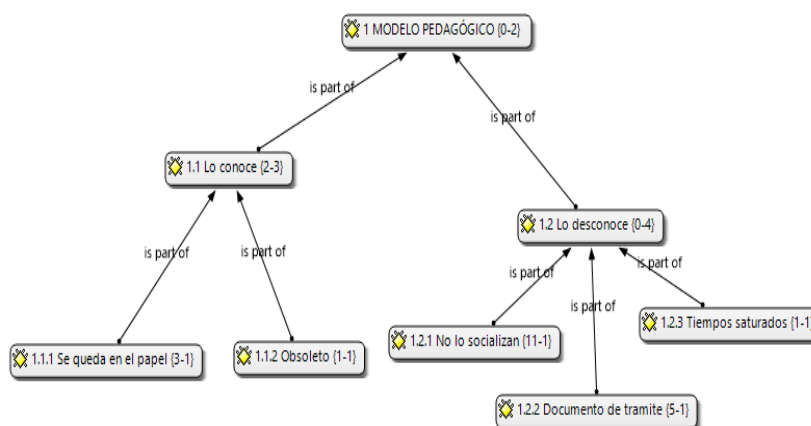 1 MODELO PEDAGÓGICO {0-2}
is part of
is part of
1.1 Lo conoce {2-3}
1.2 Lo desconoce {0-4}
is part of
is part of
is part of
is part of
is part of
1.1.1 Se queda en el papel {3-1}
1.1.2 Obsoleto {1-1}
1.2.1 No lo socializan {11-1}
1.2.3 Tiempos saturados {1-1}
1.2.2 Documento de tramite {5-1}